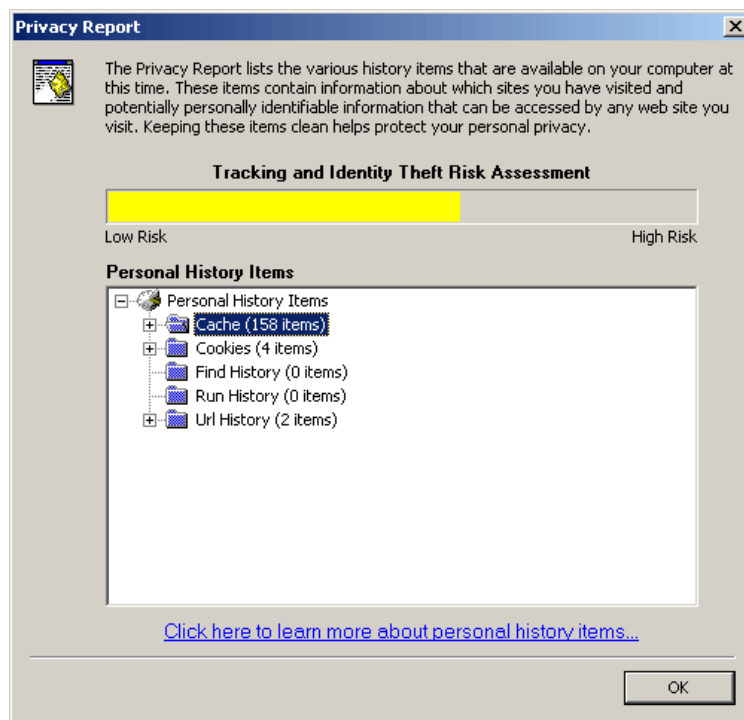 Privacy Report
The Privacy Report lists the various history items that are available on your computer at
this time. These items contain information about which sites you have visited and
potentially personally identifiable information that can be accessed by any web site you
visit. Keeping these items clean helps protect your personal privacy.
Tracking and Identity Theft Risk Assessment
Low Risk High Risk
Personal History Items
Personal History Items
Cache (158 items)
Cookies (4 items)
Find History (0 items)
Run History (0 items)
Url History (2 items)
Click here to learn more about personal history items...
OK